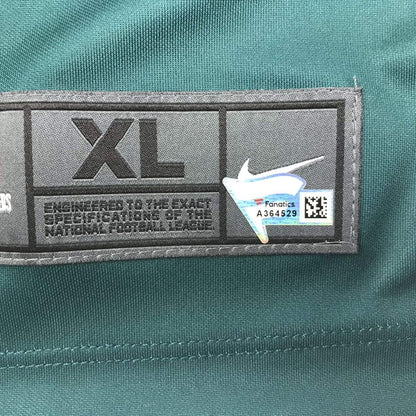 XL
ENGINEERED TO THE EXACT
SPECIFICATIONS OF THE
NATIONAL FOOTBALL LEAGUE.
Fanatics
A364529